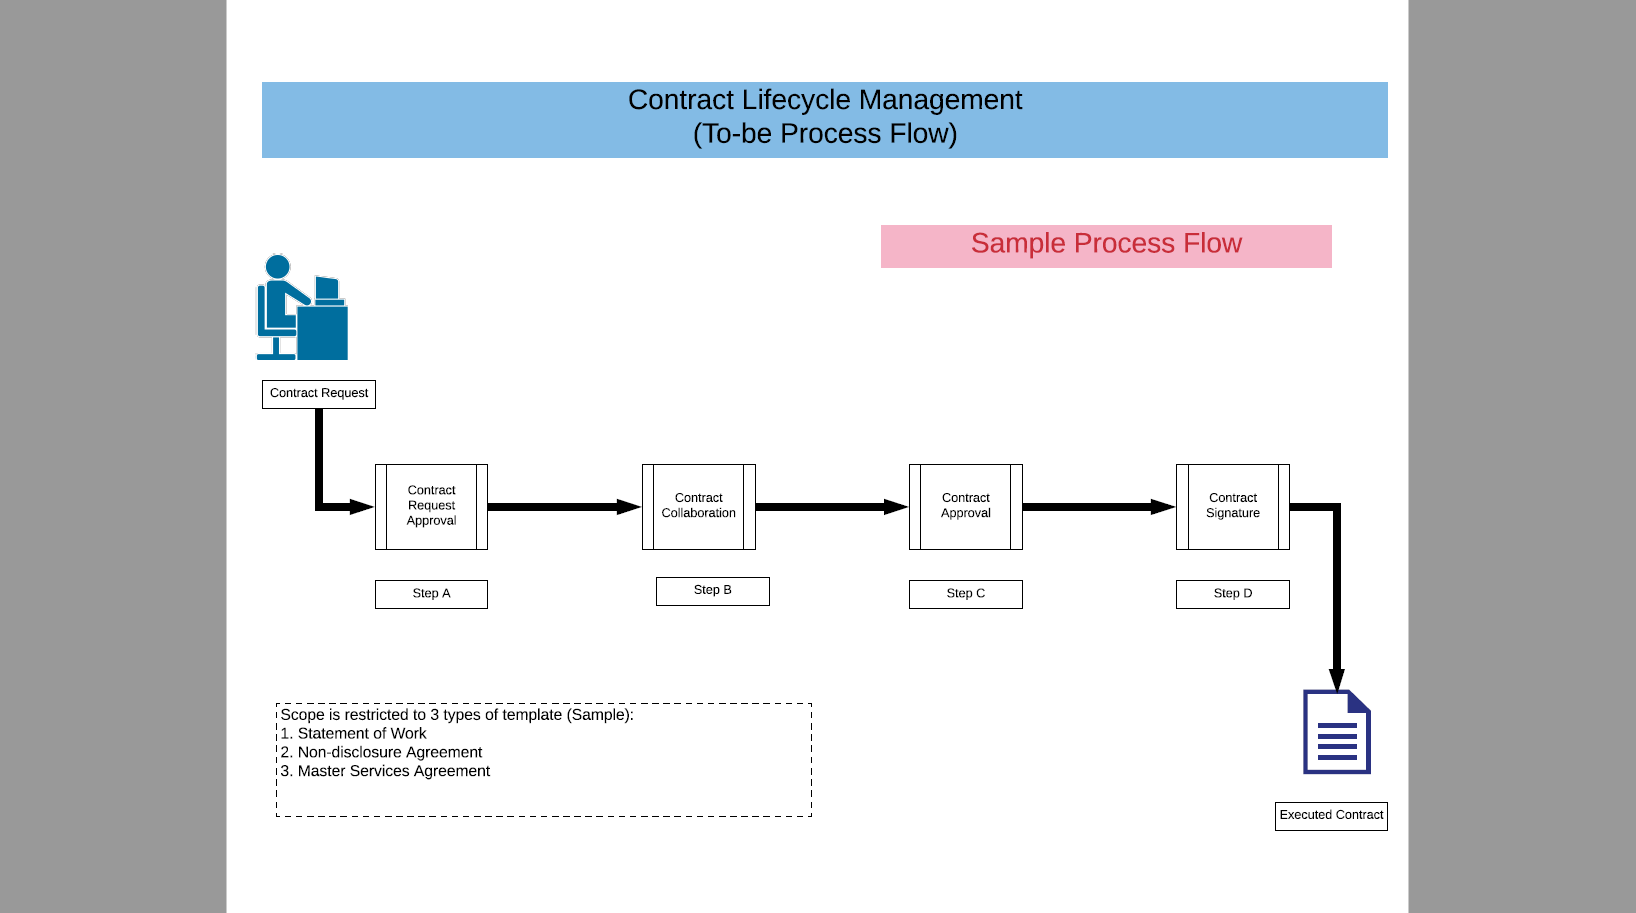 Contract Lifecycle Management
(To-be Process Flow)
Sample Process Flow
Contract Request
Contract
Request
Approval
Contract
Collaboration
Contract
Approval
Contract
Signature
Step A
Step B
Step C
Step D
Scope is restricted to 3 types of template (Sample):
1. Statement of Work
2. Non-disclosure Agreement
3. Master Services Agreement
Executed Contract